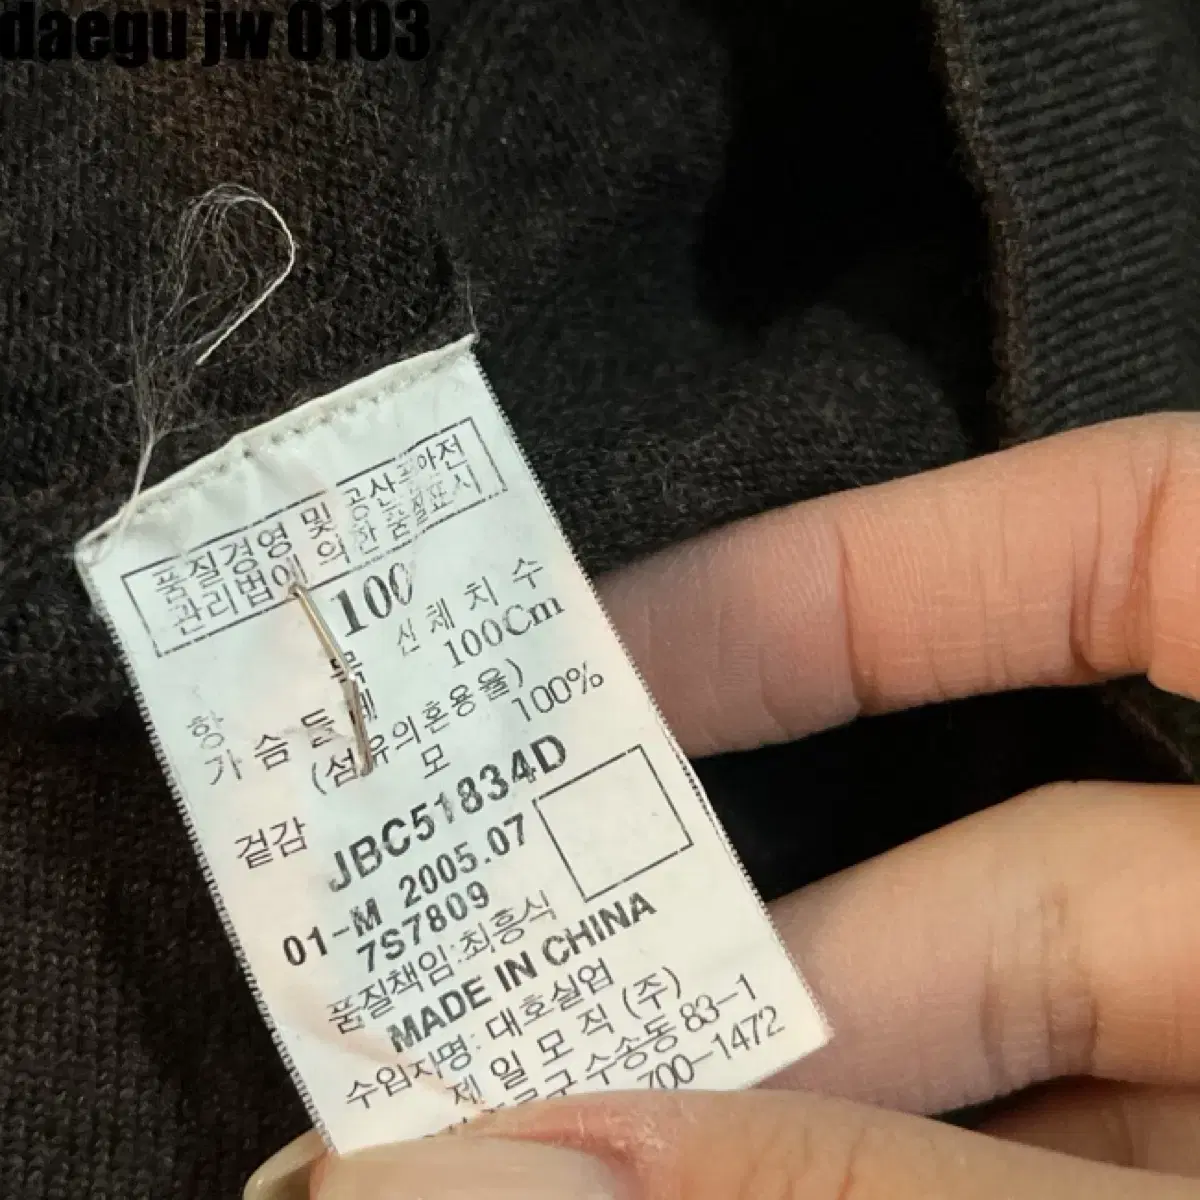 daegu jw 0103
품질경영 및 공산품안전
관리법에 의한 품질표시
100
항 목 신체치수
가슴둘레 100Cm
(섬유의혼용율)
겉감 모 100%
JBC51834D
01-M 2005.07
7S7809
품질책임:최흥식
MADE IN CHINA
수입자명: 대호실업
제일모직(주)
수송동 83-1
700-1472